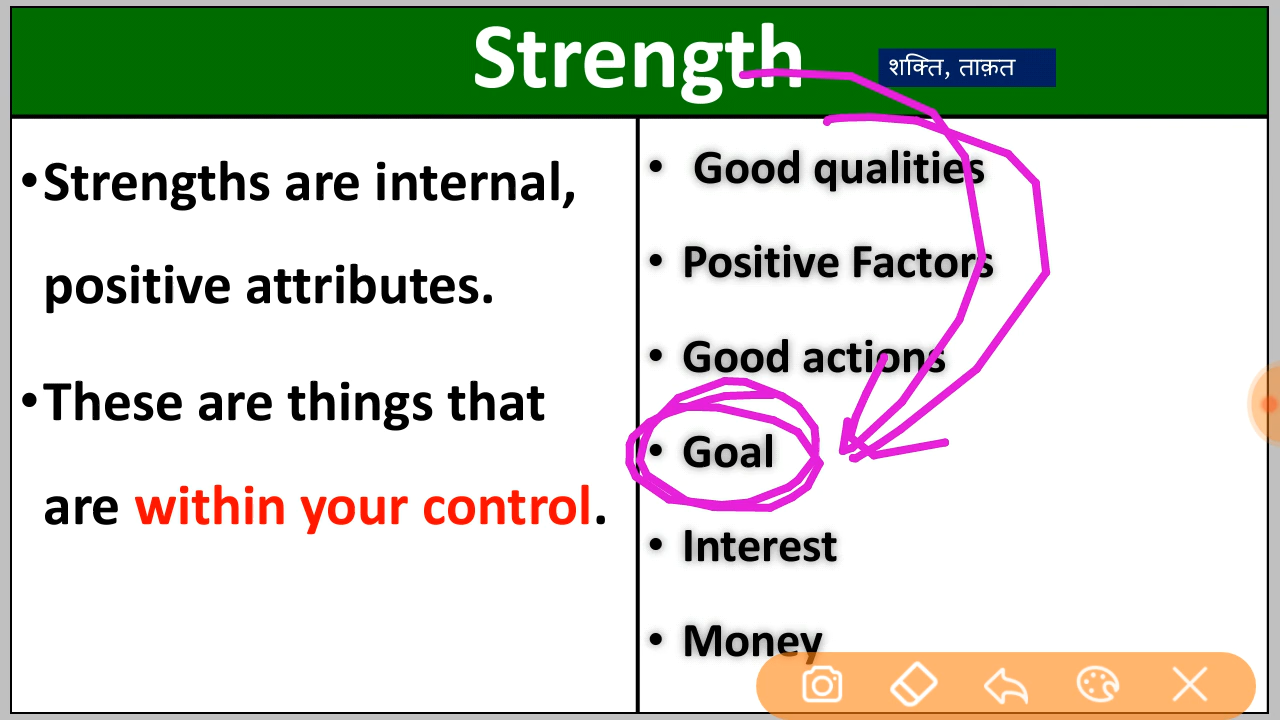 Strength
शक्ति, ताक़त
•Strengths are internal,
positive attributes.
•These are things that
are within your control.
• Good qualities
• Positive Factors
• Good actions
• Goal
• Interest
• Money